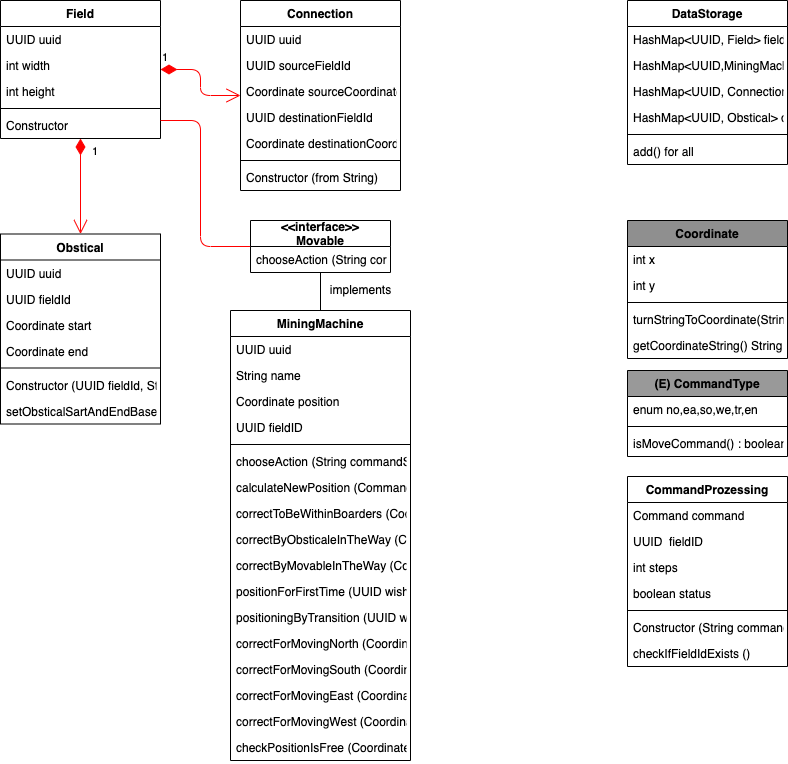 Field
UUID uuid
int width
int height
Constructor
1
1
Connection
UUID uuid
UUID sourceFieldId
Coordinate sourceCoordinat
UUID destinationFieldId
Coordinate destinationCoord
Constructor (from String)
DataStorage
HashMap<UUID, Field> field
HashMap<UUID,MiningMach
HashMap<UUID, Connection
HashMap<UUID, Obstical> o
add() for all
Obstical
UUID uuid
UUID fieldId
Coordinate start
Coordinate end
Constructor (UUID fieldId, St
setObsticalSartAndEndBase
<<interface>>
Movable
chooseAction (String cor
implements
MiningMachine
UUID uuid
String name
Coordinate position
UUID fieldID
chooseAction (String commandS
calculateNewPosition (Comman
correctToBeWithinBoarders (Coo
correctByObsticaleInTheWay (C
correctByMovableInTheWay (Co
positionForFirstTime (UUID wish
positioningByTransition (UUID w
correctForMovingNorth (Coordin
correctForMovingSouth (Coordin
correctForMovingEast (Coordina
correctForMovingWest (Coordina
checkPositionIsFree (Coordinate
Coordinate
int x
int y
turnStringToCoordinate(Strin
getCoordinateString() String
(E) CommandType
enum no,ea,so,we,tr,en
isMoveCommand() : boolean
CommandProzessing
Command command
UUID fieldID
int steps
boolean status
Constructor (String comman
checkIfFieldIdExists ()